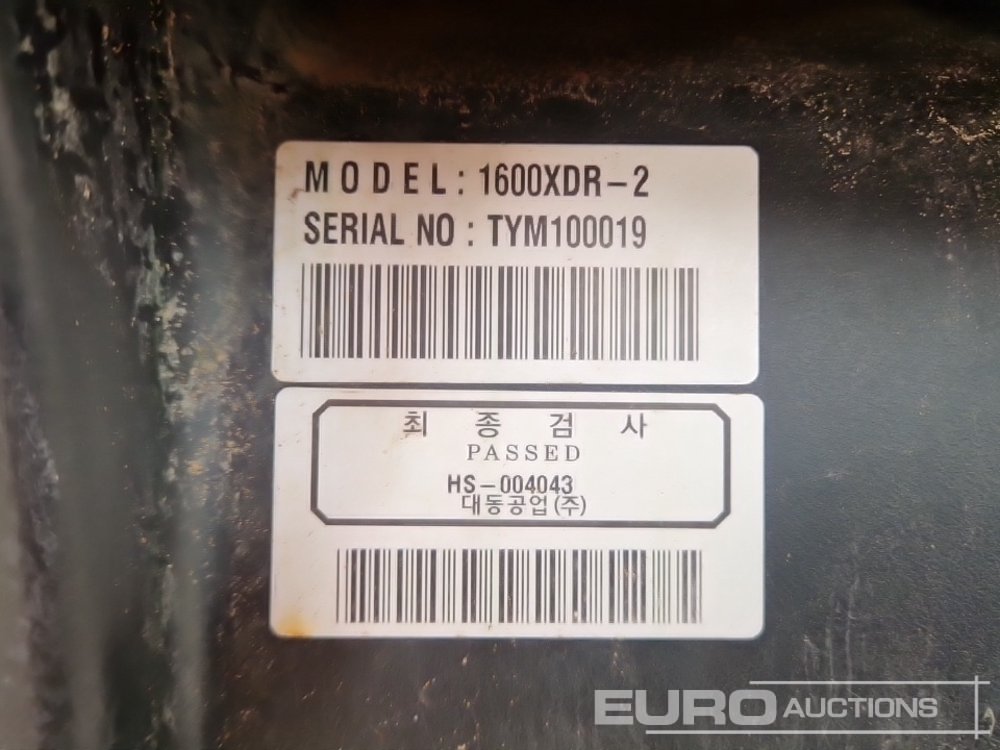 MODEL: 1600XDR-2
SERIAL NO : TYM100019
최종검사
PASSED
HS-004043
대동공업(주)
EURO AUCTIONS